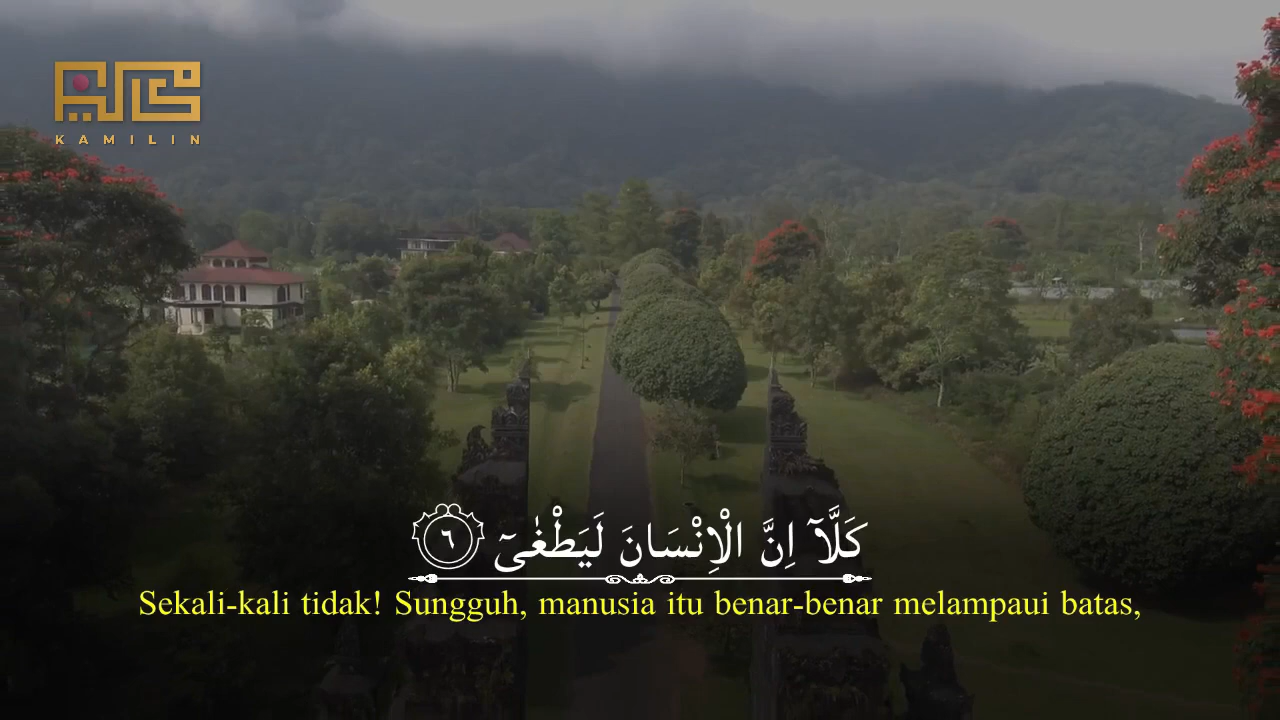 KAMILIN
كَلَّآ اِنَّ الْاِنْسَانَ لَيَطْغٰىٓ ٦
Sekali-kali tidak! Sungguh, manusia itu benar-benar melampaui batas,